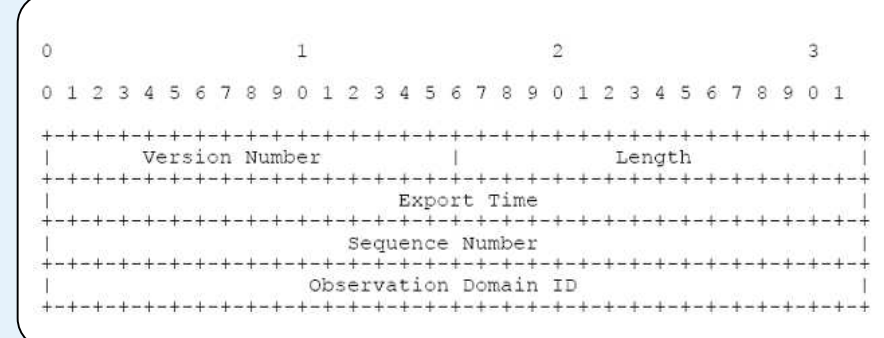 0                   1                   2                   3
0 1 2 3 4 5 6 7 8 9 0 1 2 3 4 5 6 7 8 9 0 1 2 3 4 5 6 7 8 9 0 1
+-+-+-+-+-+-+-+-+-+-+-+-+-+-+-+-+-+-+-+-+-+-+-+-+-+-+-+-+-+-+-+-+
|       Version Number          |            Length             |
+-+-+-+-+-+-+-+-+-+-+-+-+-+-+-+-+-+-+-+-+-+-+-+-+-+-+-+-+-+-+-+-+
|                           Export Time                         |
+-+-+-+-+-+-+-+-+-+-+-+-+-+-+-+-+-+-+-+-+-+-+-+-+-+-+-+-+-+-+-+-+
|                       Sequence Number                         |
+-+-+-+-+-+-+-+-+-+-+-+-+-+-+-+-+-+-+-+-+-+-+-+-+-+-+-+-+-+-+-+-+
|                    Observation Domain ID                      |
+-+-+-+-+-+-+-+-+-+-+-+-+-+-+-+-+-+-+-+-+-+-+-+-+-+-+-+-+-+-+-+-+